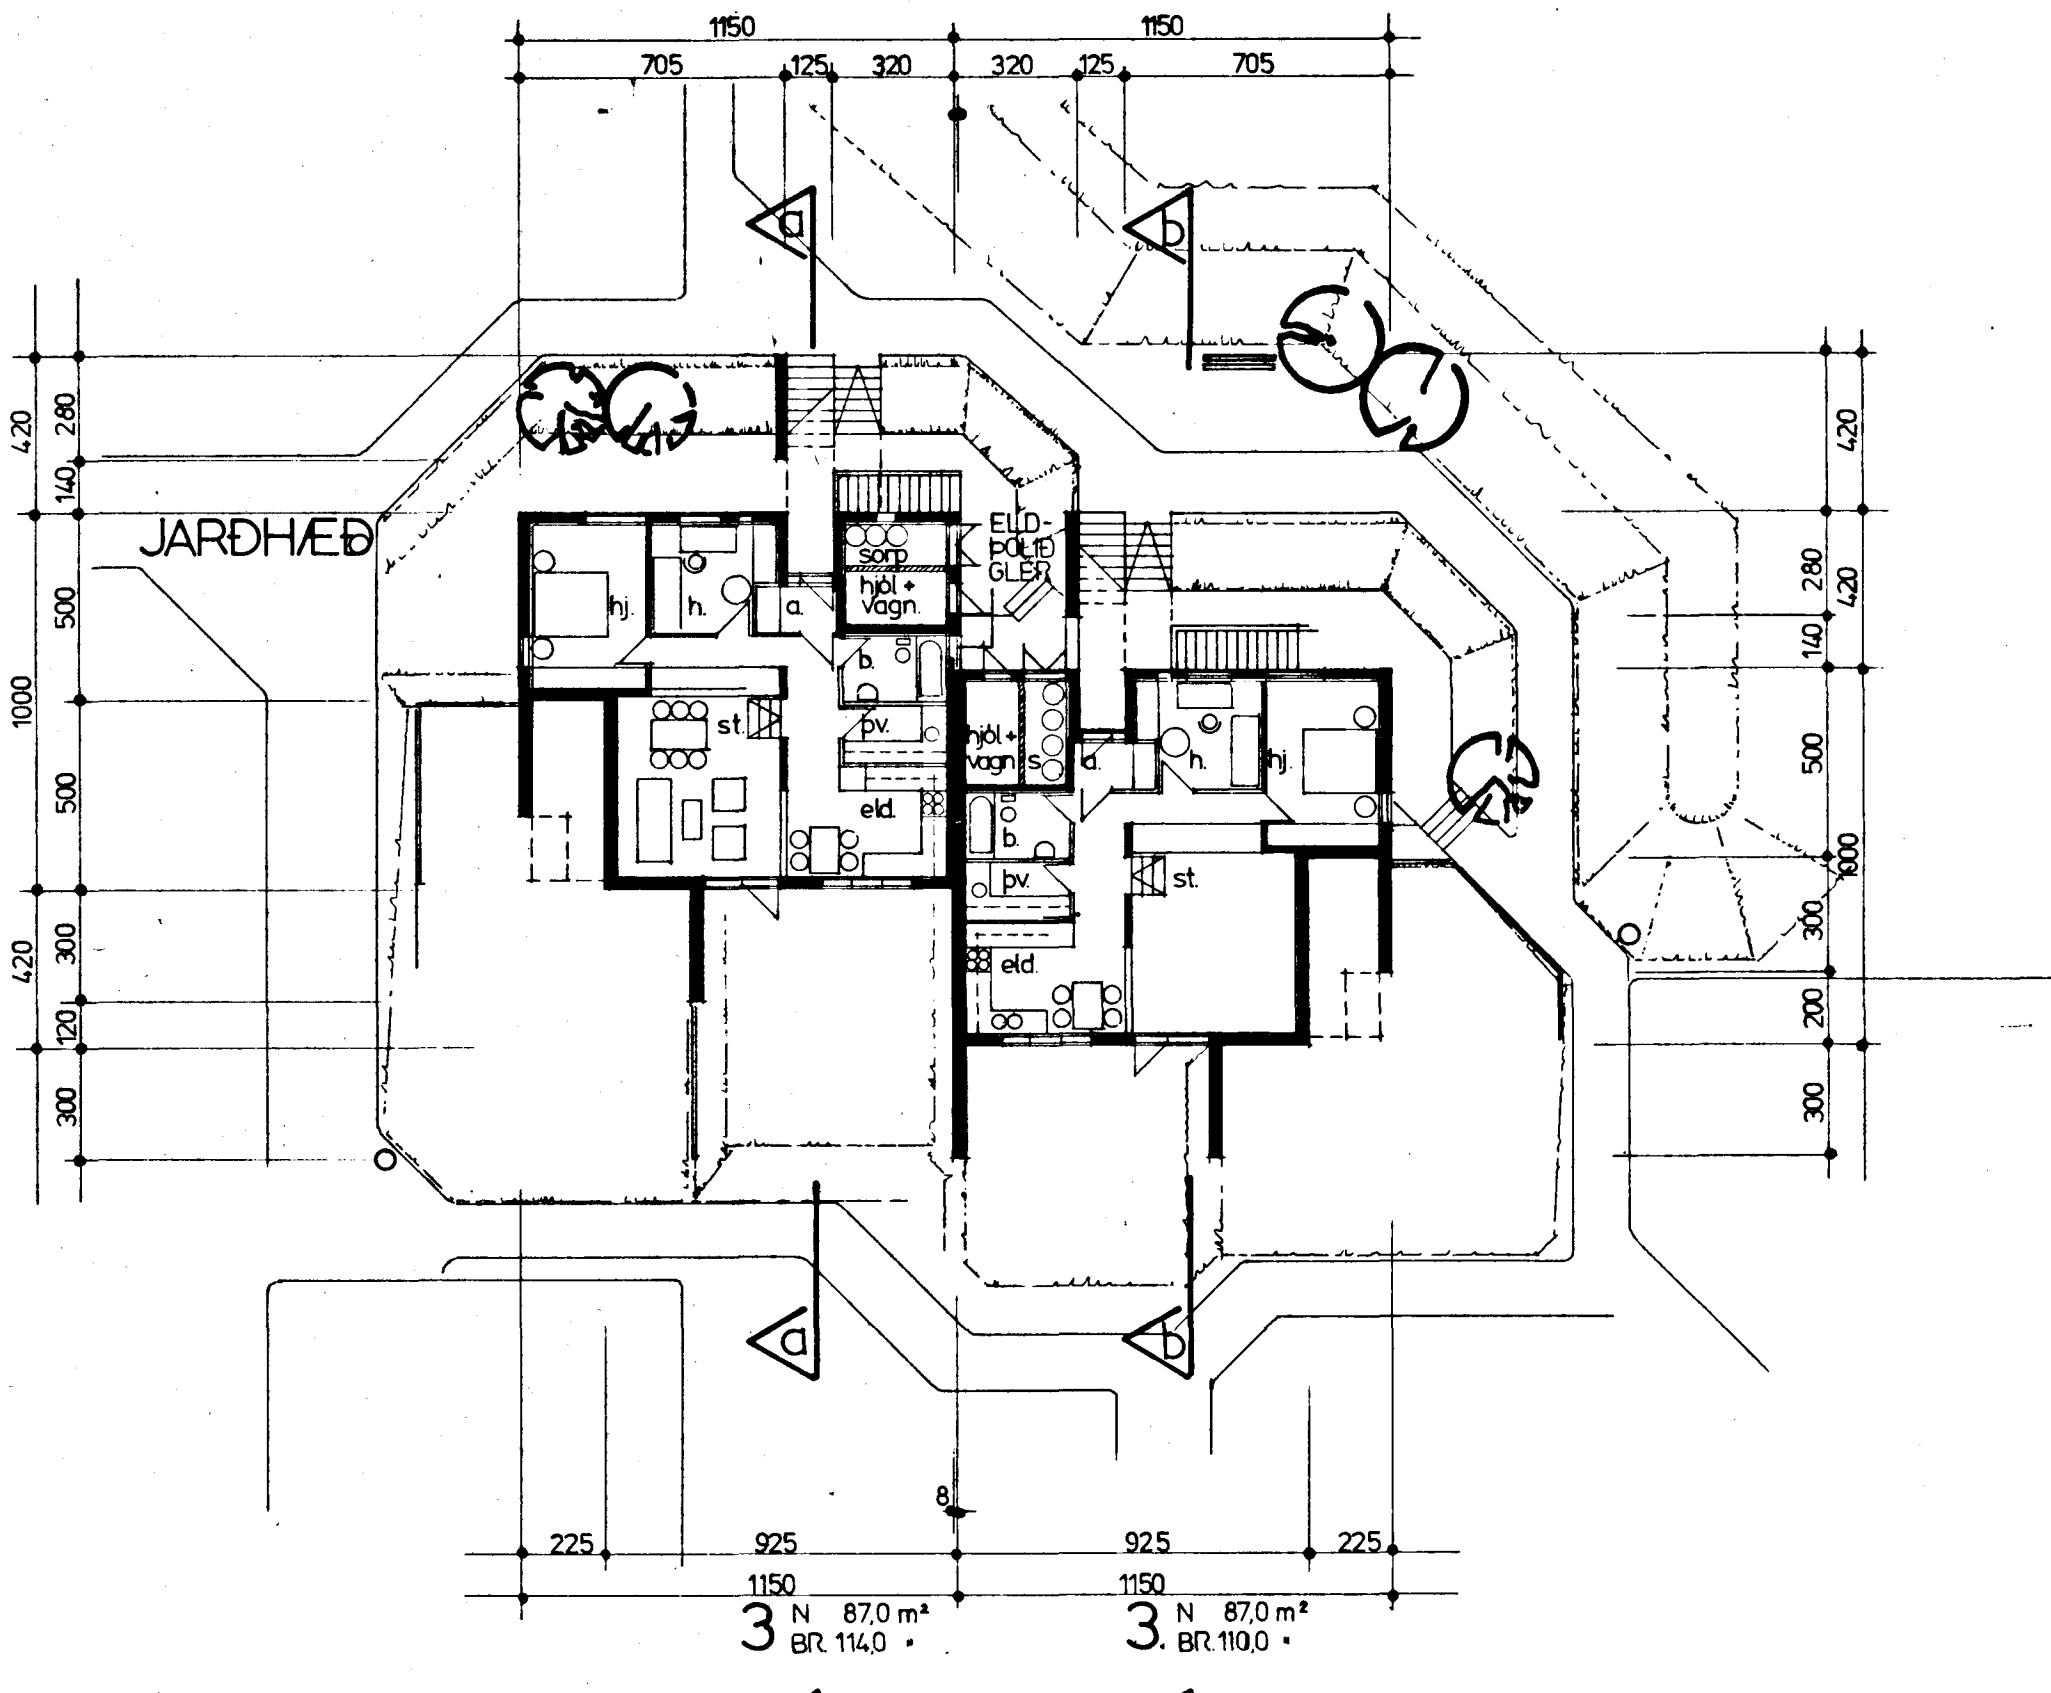 1150 1150
705 125 320 320 125 705
a b
420 280 140 500 1000 500 300 420 120 300
JARÐHÆÐ
ELD-
ÞOLIÐ
GLER
sorp
hjól +
vagn.
hj. h. a.
b.
st. þv.
eld.
hjól +
vagn s. a. h. hj.
b.
þv. st.
eld.
420 280 420 140 500 1000 300 200 300
a b
8
225 925 925 225
1150 1150
3 N 87,0 m² 3. N 87,0 m²
BR. 114,0 " BR. 110,0 "